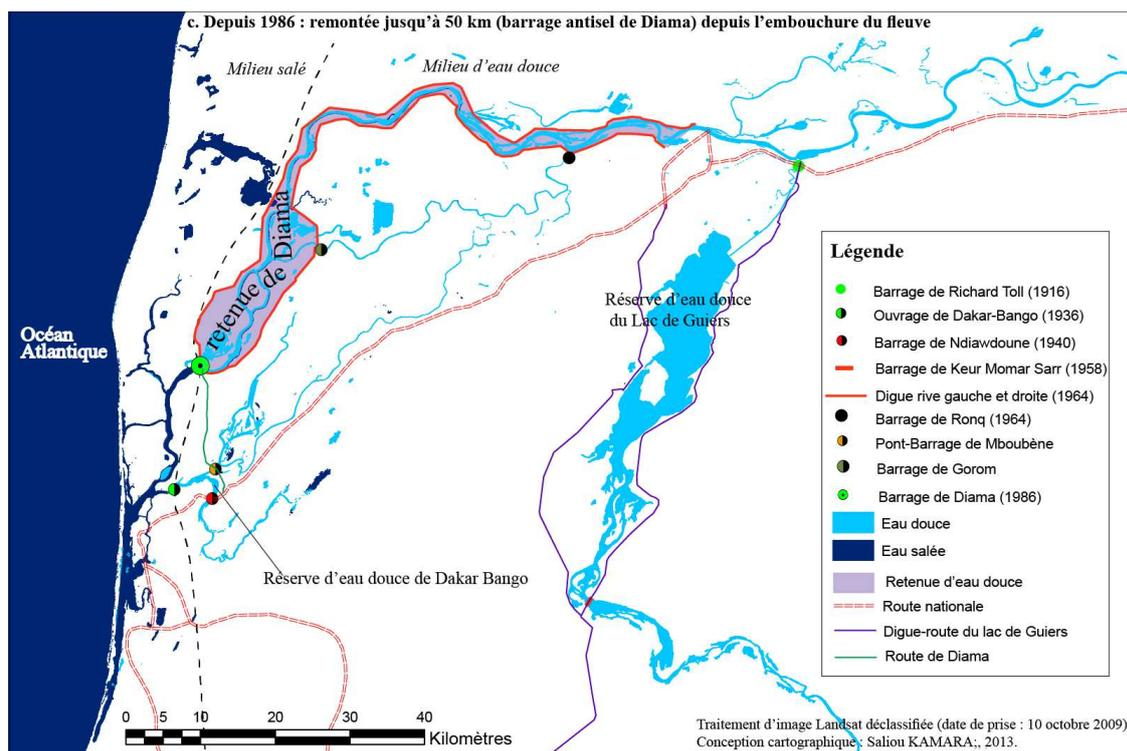 c. Depuis 1986 : remontée jusqu'à 50 km (barrage antisel de Diama) depuis l'embouchure du fleuve
Milieu salé
Milieu d'eau douce
retenue de Diama
Océan
Atlantique
Réserve d'eau douce
du Lac de Guiers
Réserve d'eau douce de Dakar Bango
Légende
Barrage de Richard Toll (1916)
Ouvrage de Dakar-Bango (1936)
Barrage de Ndiawdoune (1940)
Barrage de Keur Momar Sarr (1958)
Digue rive gauche et droite (1964)
Barrage de Ronq (1964)
Pont-Barrage de Mboubène
Barrage de Gorom
Barrage de Diama (1986)
Eau douce
Eau salée
Retenue d'eau douce
Route nationale
Digue-route du lac de Guiers
Route de Diama
0 5 10 20 30 40
Kilomètres
Traitement d'image Landsat déclassifiée (date de prise : 10 octobre 2009)
Conception cartographique : Saliou KAMARA;, 2013.